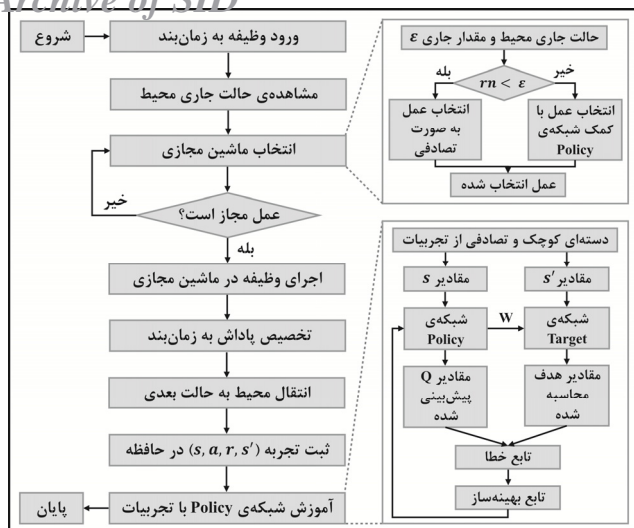 Archive of SID
شروع
ورود وظیفه به زمان‌بند
مشاهده‌ی حالت جاری محیط
انتخاب ماشین مجازی
عمل مجاز است؟
خیر
بله
اجرای وظیفه در ماشین مجازی
تخصیص پاداش به زمان‌بند
انتقال محیط به حالت بعدی
ثبت تجربه (s, a, r, s′) در حافظه
آموزش شبکه‌ی Policy با تجربیات
پایان
حالت جاری محیط و مقدار جاری ε
rn < ε
بله
خیر
انتخاب عمل
به صورت
تصادفی
انتخاب عمل با
کمک شبکه‌ی
Policy
عمل انتخاب شده
دسته‌ای کوچک و تصادفی از تجربیات
مقادیر s
مقادیر s′
شبکه‌ی
Policy
W
شبکه‌ی
Target
مقادیر Q
پیش‌بینی
شده
مقادیر هدف
محاسبه
شده
تابع خطا
تابع بهینه‌ساز